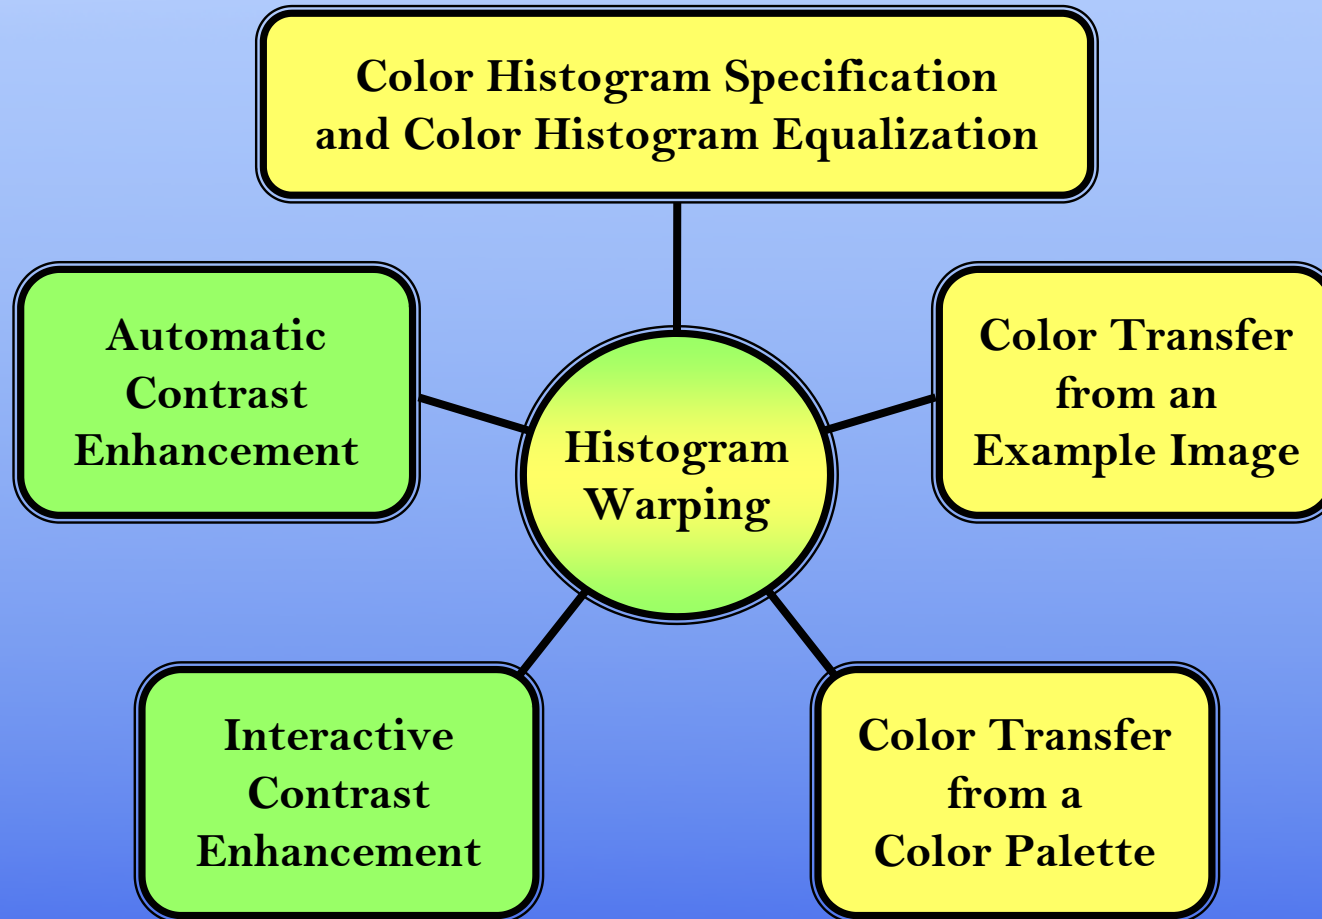 Color Histogram Specification
and Color Histogram Equalization
Automatic
Contrast
Enhancement
Color Transfer
from an
Example Image
Histogram
Warping
Interactive
Contrast
Enhancement
Color Transfer
from a
Color Palette